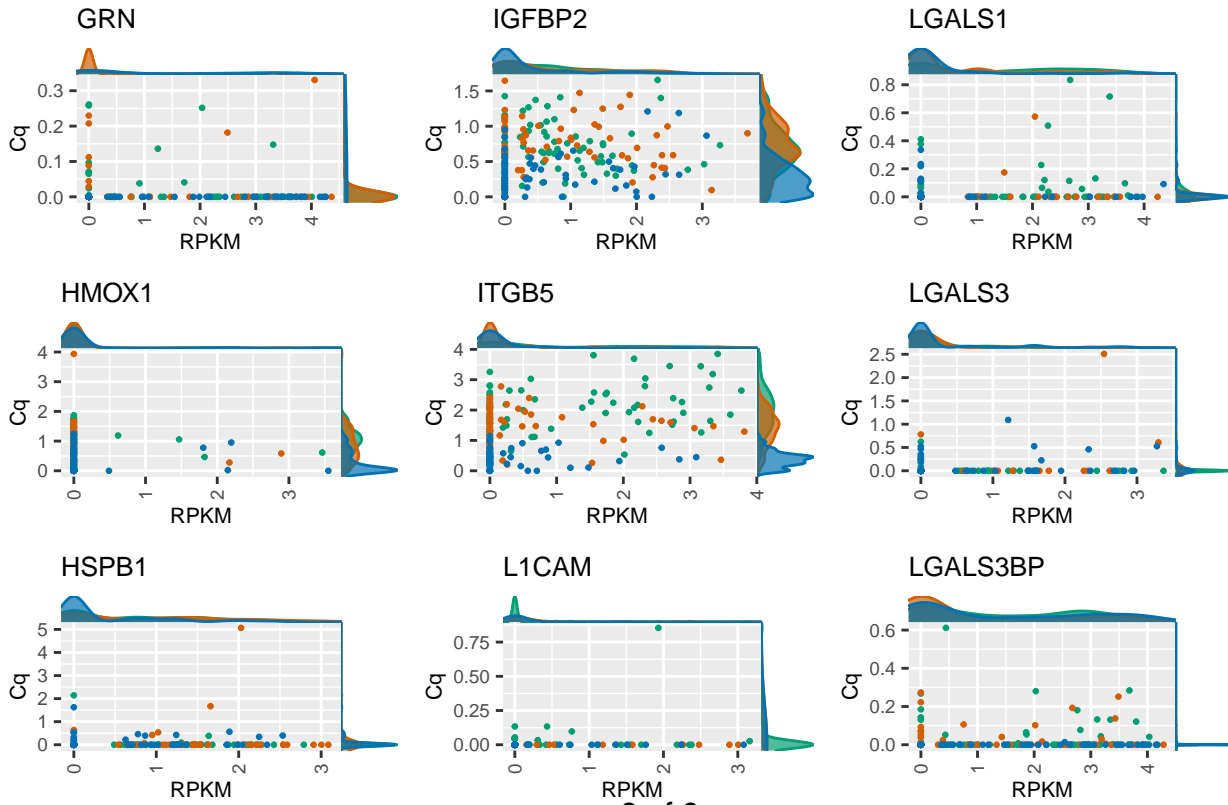 GRN
0.3
0.2
0.1
0.0
Cq
0 1 2 3 4
RPKM
IGFBP2
1.5
1.0
0.5
0.0
Cq
0 1 2 3
RPKM
LGALS1
0.8
0.6
0.4
0.2
0.0
Cq
0 1 2 3 4
RPKM
HMOX1
4
3
2
1
0
Cq
0 1 2 3
RPKM
ITGB5
4
3
2
1
0
Cq
0 1 2 3 4
RPKM
LGALS3
2.5
2.0
1.5
1.0
0.5
0.0
Cq
0 1 2 3
RPKM
HSPB1
5
4
3
2
1
0
Cq
0 1 2 3
RPKM
L1CAM
0.75
0.50
0.25
0.00
Cq
0 1 2 3
RPKM
LGALS3BP
0.6
0.4
0.2
0.0
Cq
0 1 2 3 4
RPKM